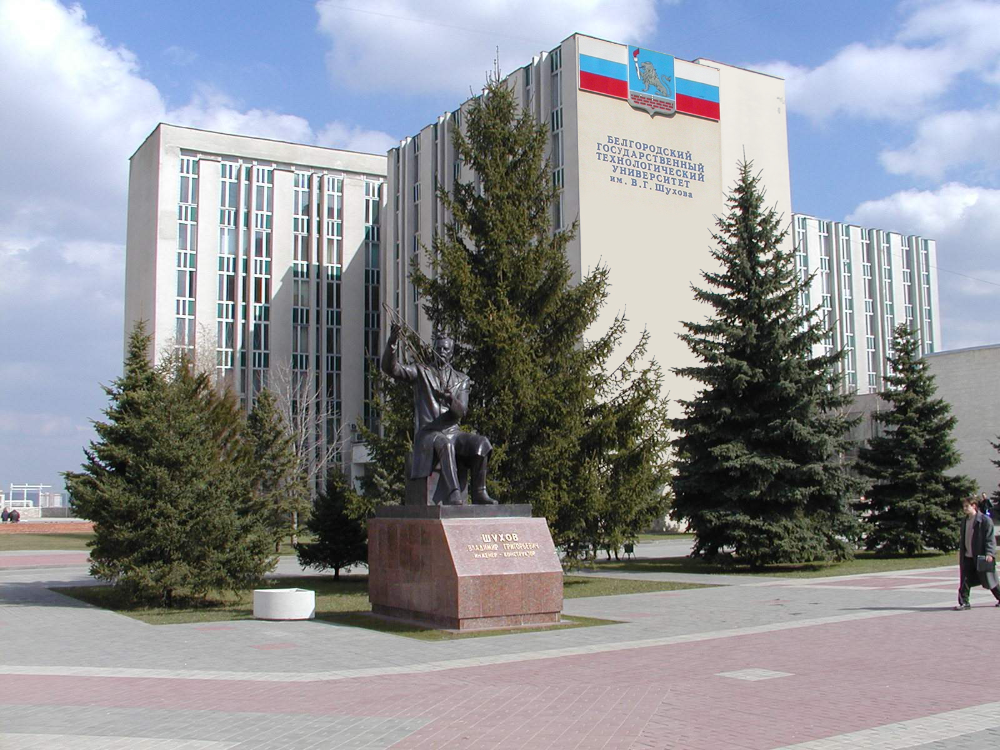 БЕЛГОРОДСКИЙ
ГОСУДАРСТВЕННЫЙ
ТЕХНОЛОГИЧЕСКИЙ
УНИВЕРСИТЕТ
им. В.Г. Шухова
ШУХОВ
ВЛАДИМИР ГРИГОРЬЕВИЧ
ИНЖЕНЕР - КОНСТРУКТОР